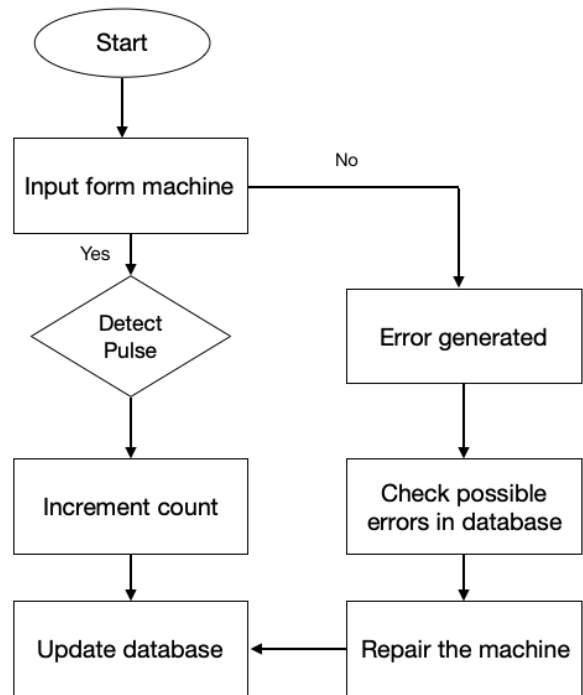 Start
Input form machine
No
Yes
Detect
Pulse
Error generated
Increment count
Check possible
errors in database
Update database
Repair the machine